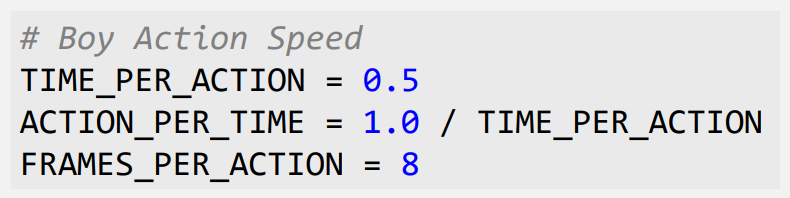 # Boy Action Speed
TIME_PER_ACTION = 0.5
ACTION_PER_TIME = 1.0 / TIME_PER_ACTION
FRAMES_PER_ACTION = 8